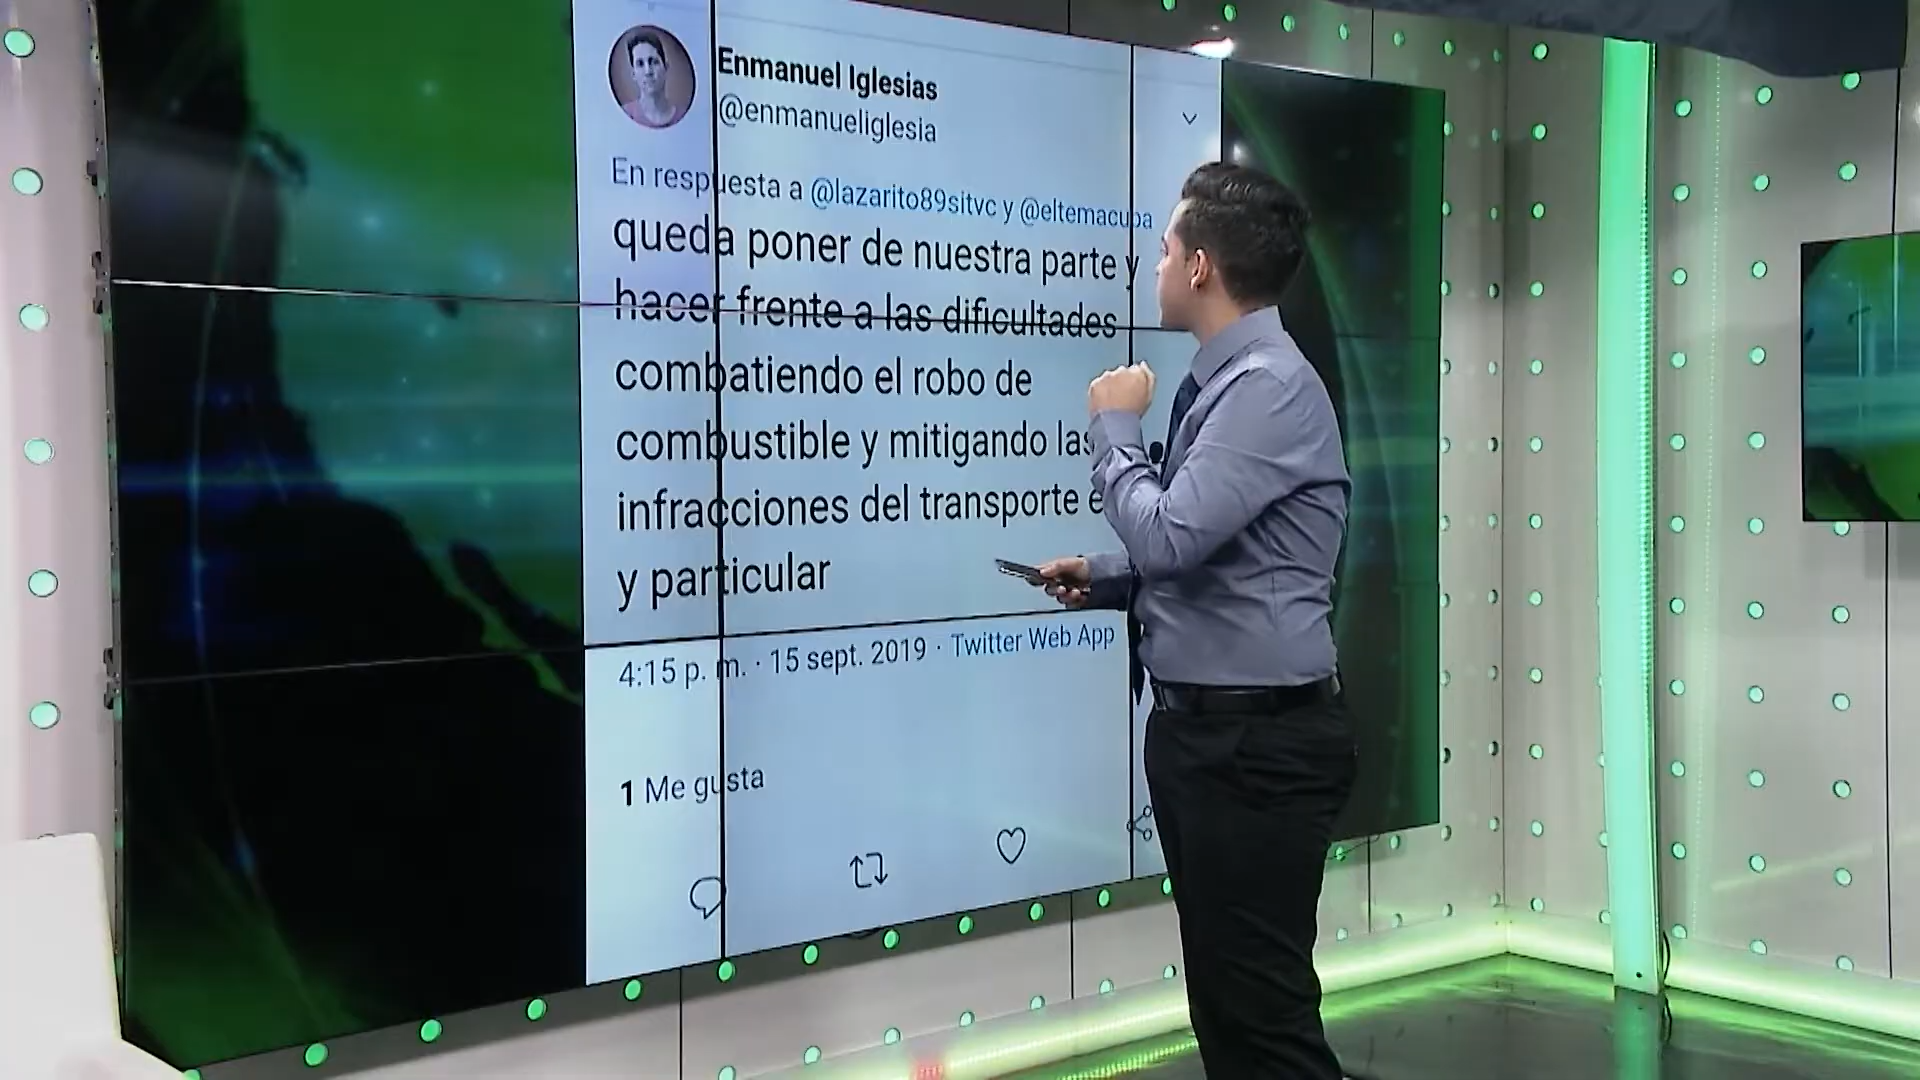 Enmanuel Iglesias
@enmanueliglesia
En respuesta a @lazarito89sitvc y @eltemacuba
queda poner de nuestra parte y
hacer frente a las dificultades
combatiendo el robo de
combustible y mitigando las
infracciones del transporte
y particular
4:15 p. m. · 15 sept. 2019 · Twitter Web App
1 Me gusta